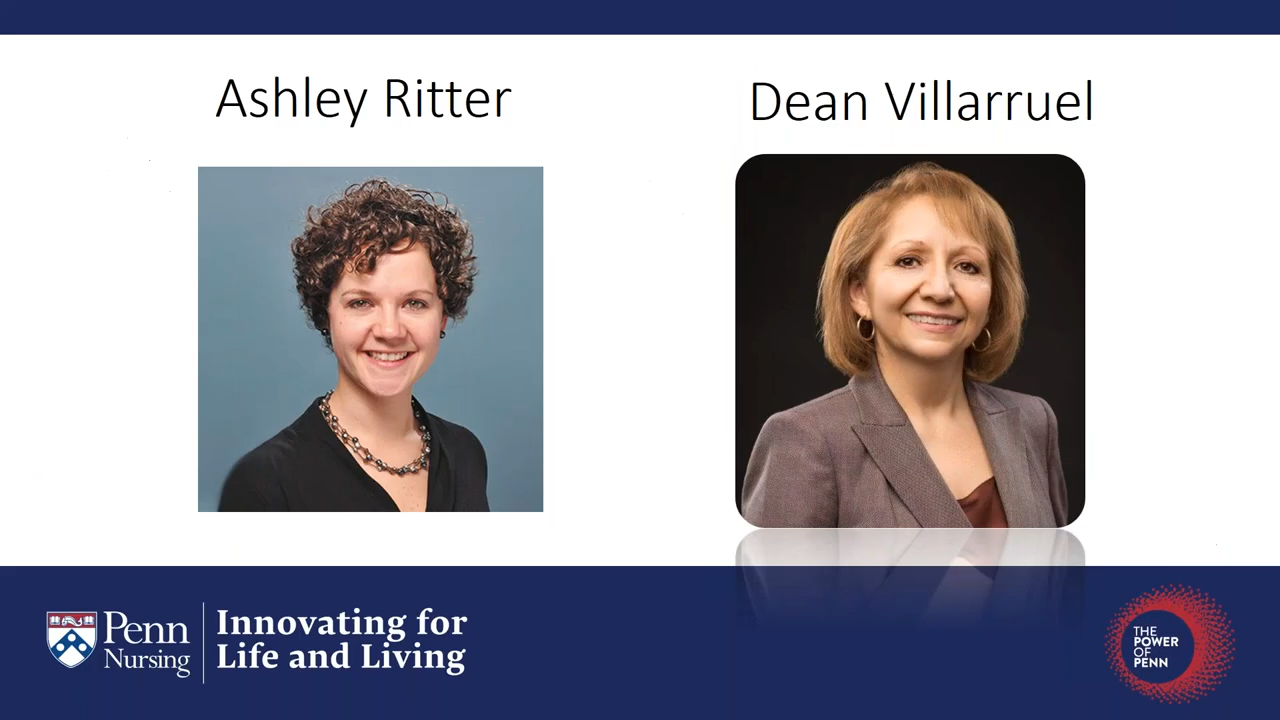 Ashley Ritter
Dean Villarruel
Penn
Nursing
Innovating for
Life and Living
THE
POWER
OF
PENN